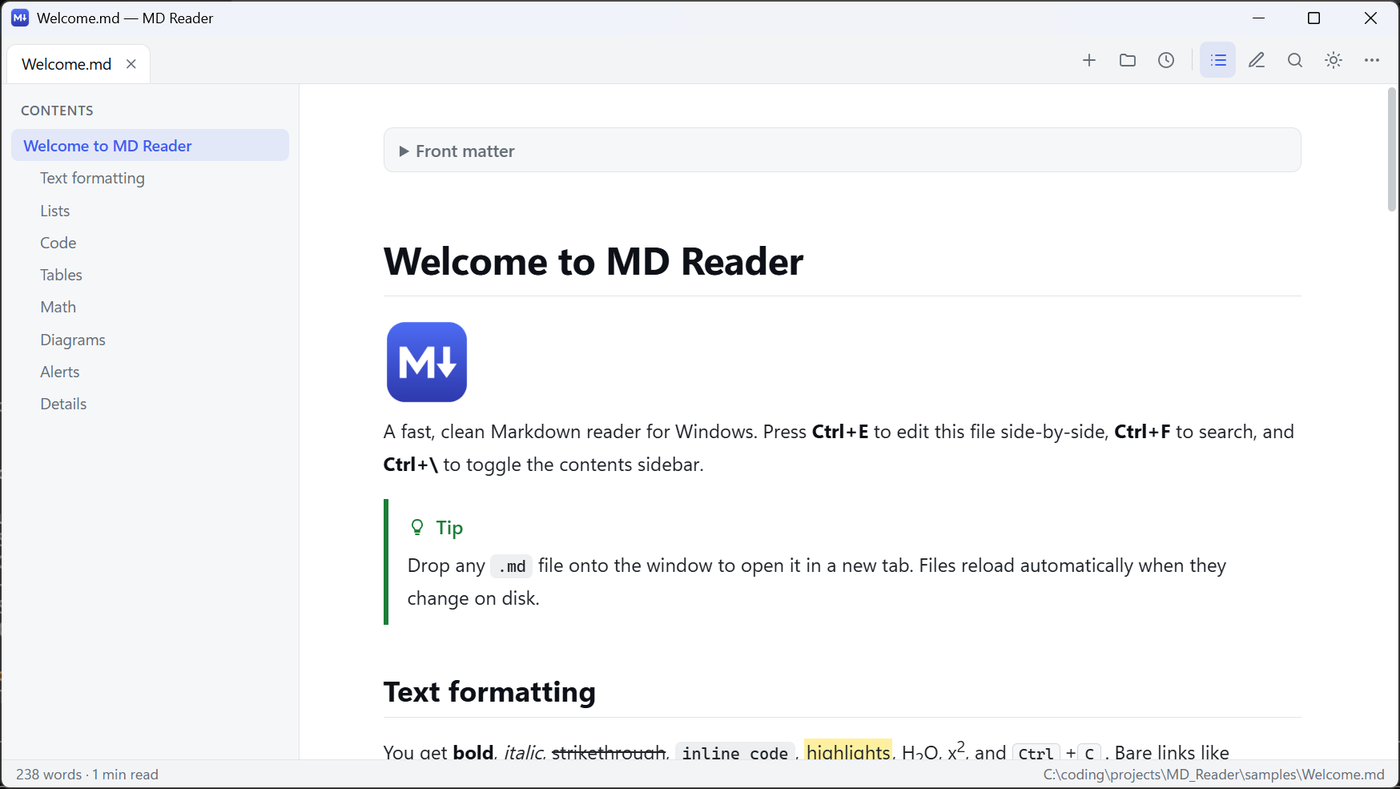 Welcome.md — MD Reader
Welcome.md
CONTENTS
Welcome to MD Reader
Text formatting
Lists
Code
Tables
Math
Diagrams
Alerts
Details
Front matter
Welcome to MD Reader
M↓
A fast, clean Markdown reader for Windows. Press Ctrl+E to edit this file side-by-side, Ctrl+F to search, and
Ctrl+\ to toggle the contents sidebar.
Tip
Drop any .md file onto the window to open it in a new tab. Files reload automatically when they
change on disk.
Text formatting
You get bold, italic, strikethrough, inline code, highlights, H₂O, x², and Ctrl + C. Bare links like
238 words · 1 min read
C:\coding\projects\MD_Reader\samples\Welcome.md